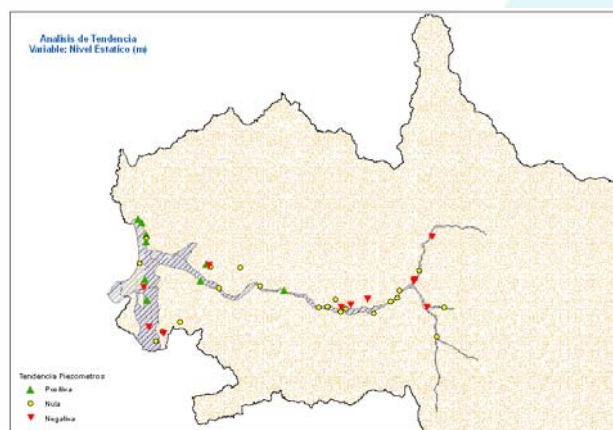 Analisis de Tendencia
Variable: Nivel Estatico (m)
Tendencia Piezometros
Positiva
Nula
Negativa